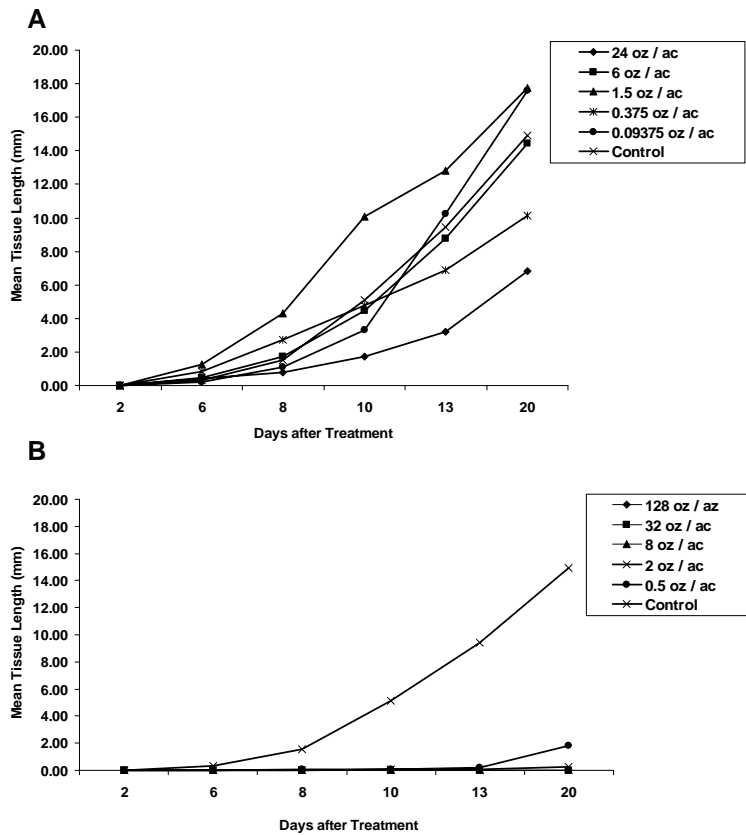 A
20.00
18.00
16.00
14.00
12.00
10.00
8.00
6.00
4.00
2.00
0.00
Mean Tissue Length (mm)
2 6 8 10 13 20
Days after Treatment
24 oz / ac
6 oz / ac
1.5 oz / ac
0.375 oz / ac
0.09375 oz / ac
Control
B
20.00
18.00
16.00
14.00
12.00
10.00
8.00
6.00
4.00
2.00
0.00
Mean Tissue Length (mm)
2 6 8 10 13 20
Days after Treatment
128 oz / az
32 oz / ac
8 oz / ac
2 oz / ac
0.5 oz / ac
Control